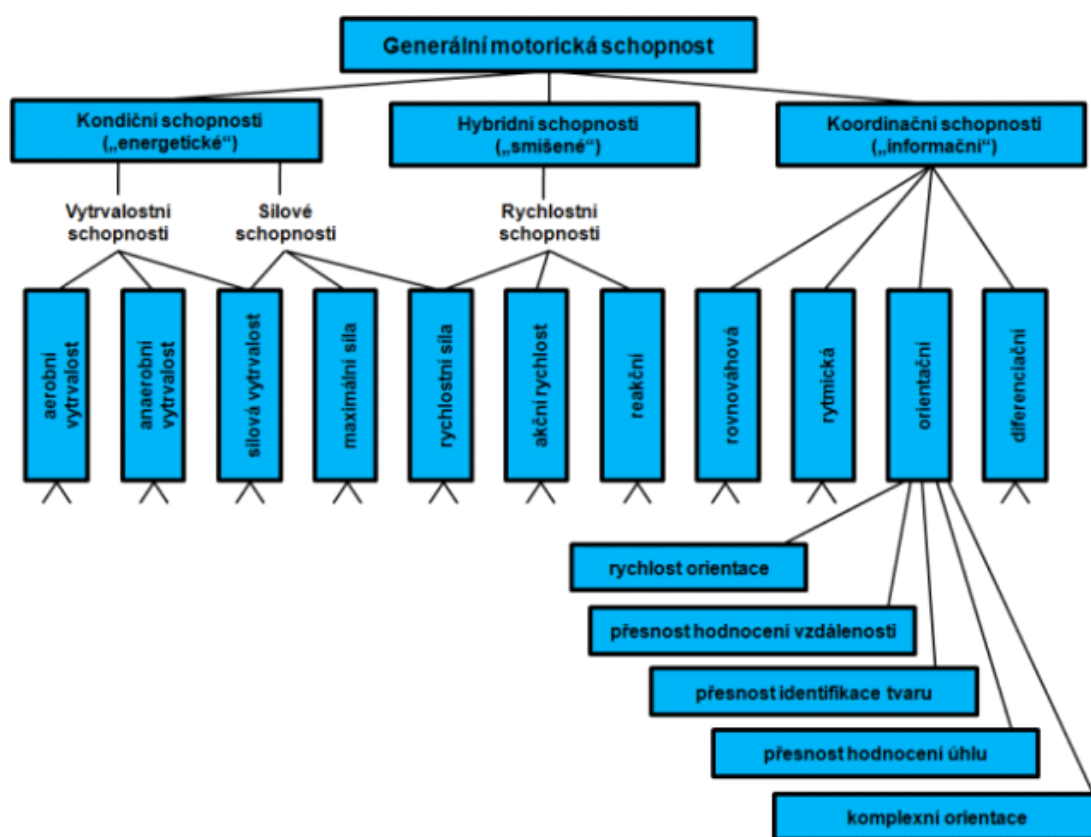 Generální motorická schopnost
Kondiční schopnosti
(„energetické“)
Hybridní schopnosti
(„smíšené“)
Koordinační schopnosti
(„informační“)
Vytrvalostní
schopnosti
Silové
schopnosti
Rychlostní
schopnosti
aerobní
vytrvalost
anaerobní
vytrvalost
silová vytrvalost
maximální síla
rychlostní síla
akční rychlost
reakční
rovnováhová
rytmická
orientační
diferenciační
rychlost orientace
přesnost hodnocení vzdálenosti
přesnost identifikace tvaru
přesnost hodnocení úhlu
komplexní orientace